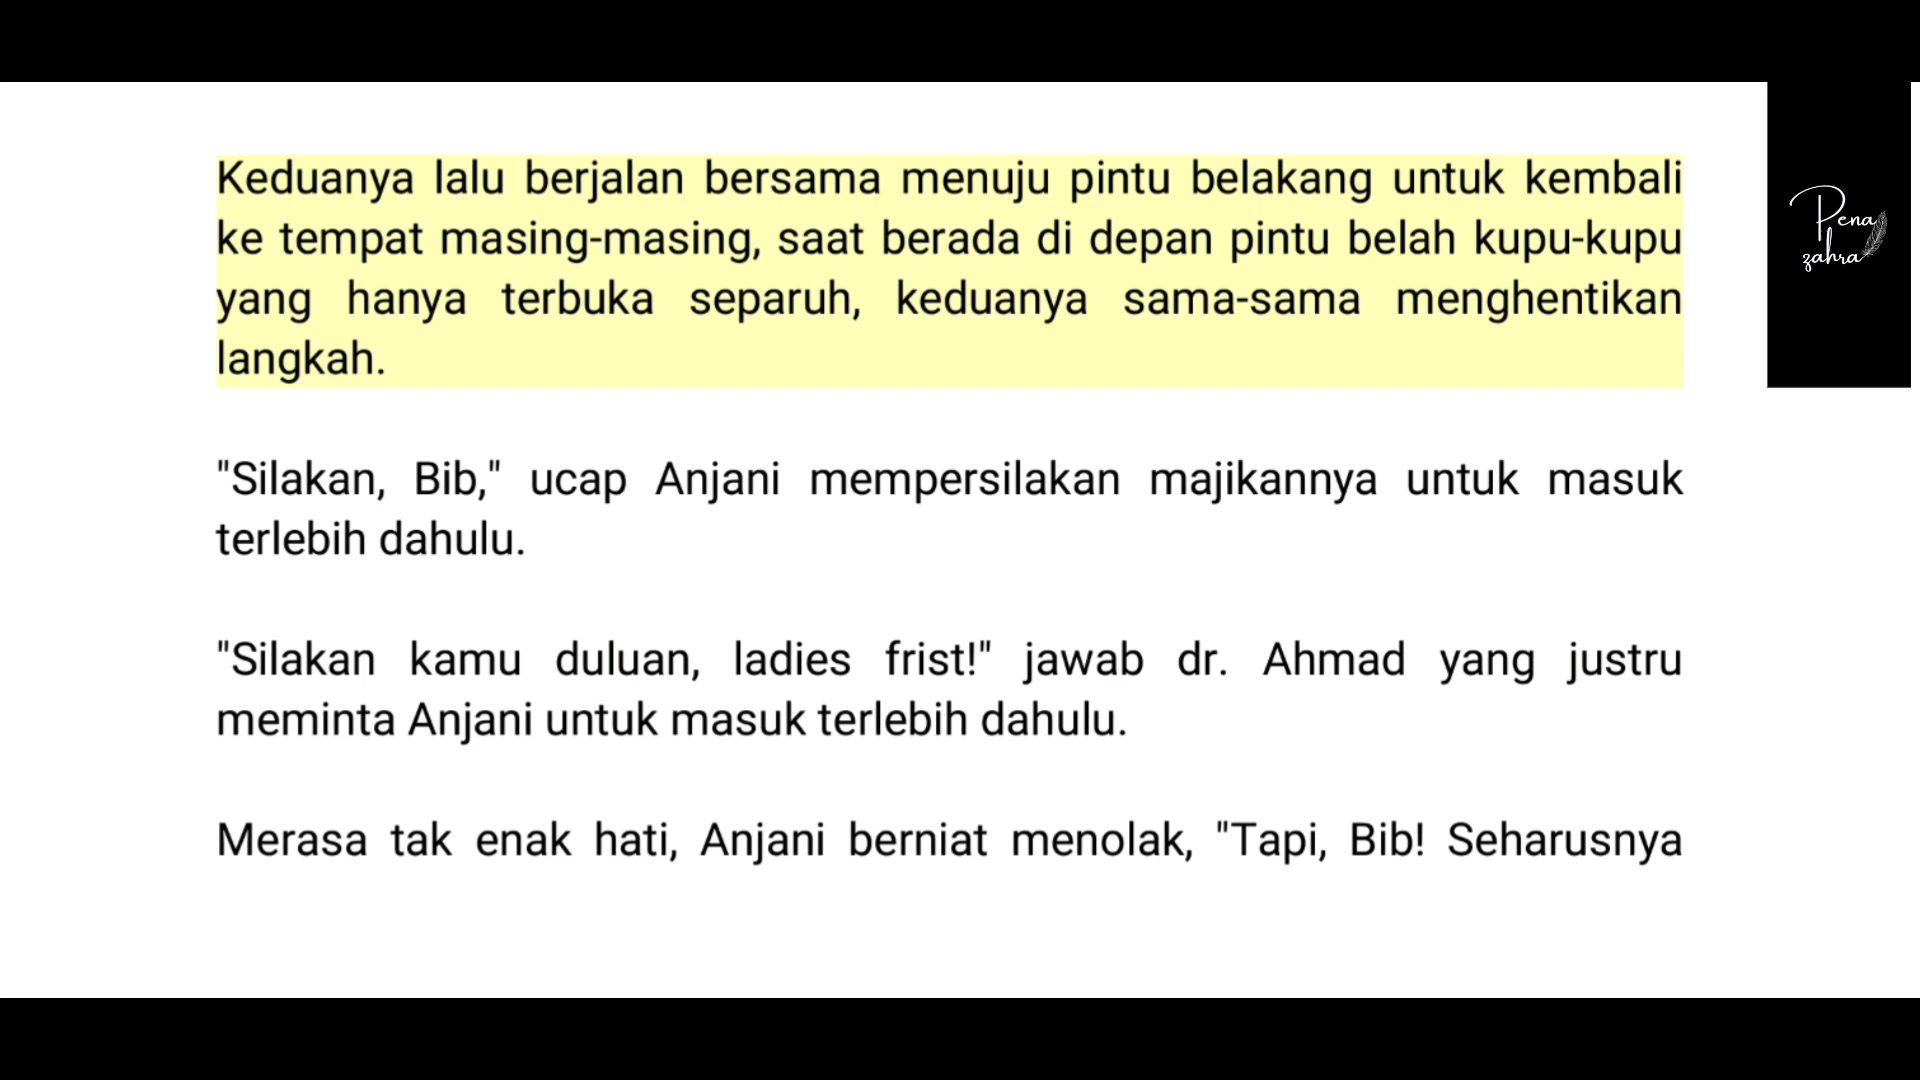 Keduanya lalu berjalan bersama menuju pintu belakang untuk kembali
ke tempat masing-masing, saat berada di depan pintu belah kupu-kupu
yang hanya terbuka separuh, keduanya sama-sama menghentikan
langkah.
"Silakan, Bib," ucap Anjani mempersilakan majikannya untuk masuk
terlebih dahulu.
"Silakan kamu duluan, ladies frist!" jawab dr. Ahmad yang justru
meminta Anjani untuk masuk terlebih dahulu.
Merasa tak enak hati, Anjani berniat menolak, "Tapi, Bib! Seharusnya
Pena
zahra